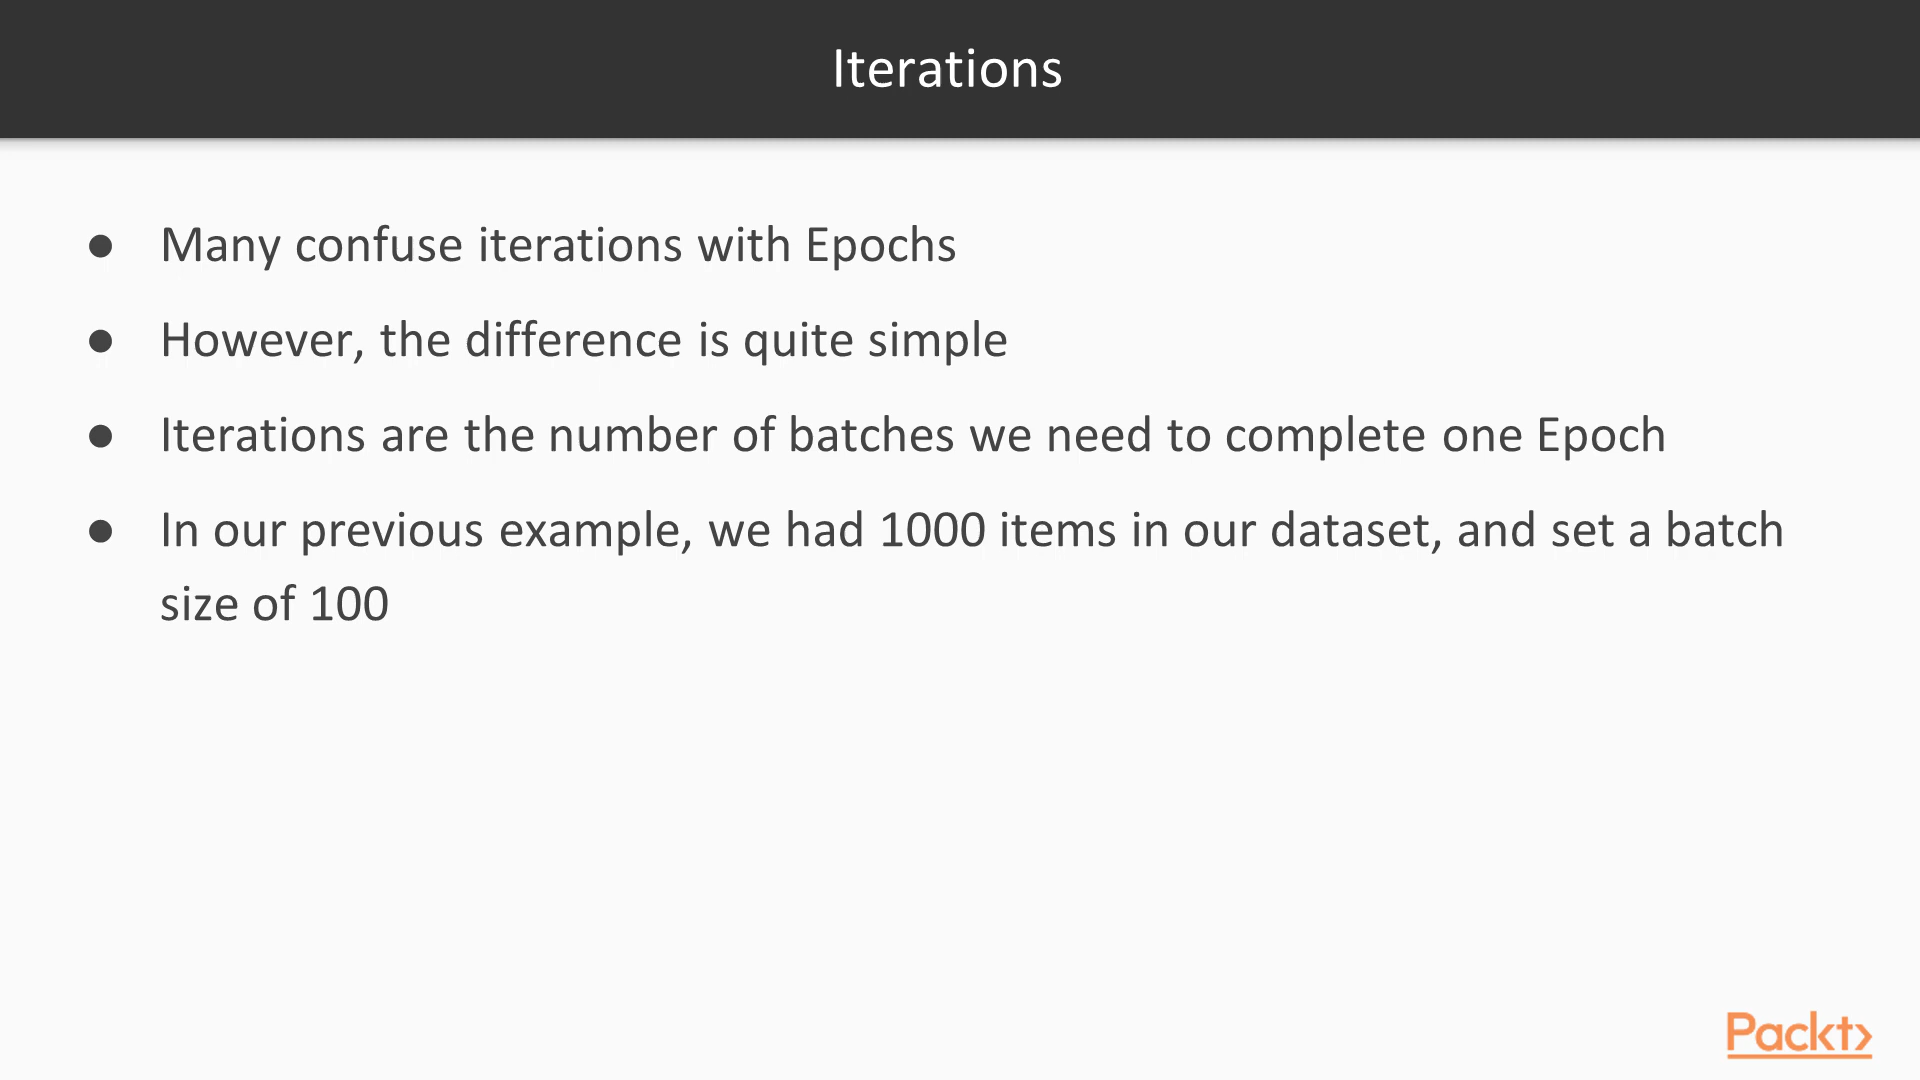 Iterations
● Many confuse iterations with Epochs
● However, the difference is quite simple
● Iterations are the number of batches we need to complete one Epoch
● In our previous example, we had 1000 items in our dataset, and set a batch
size of 100
Packt>